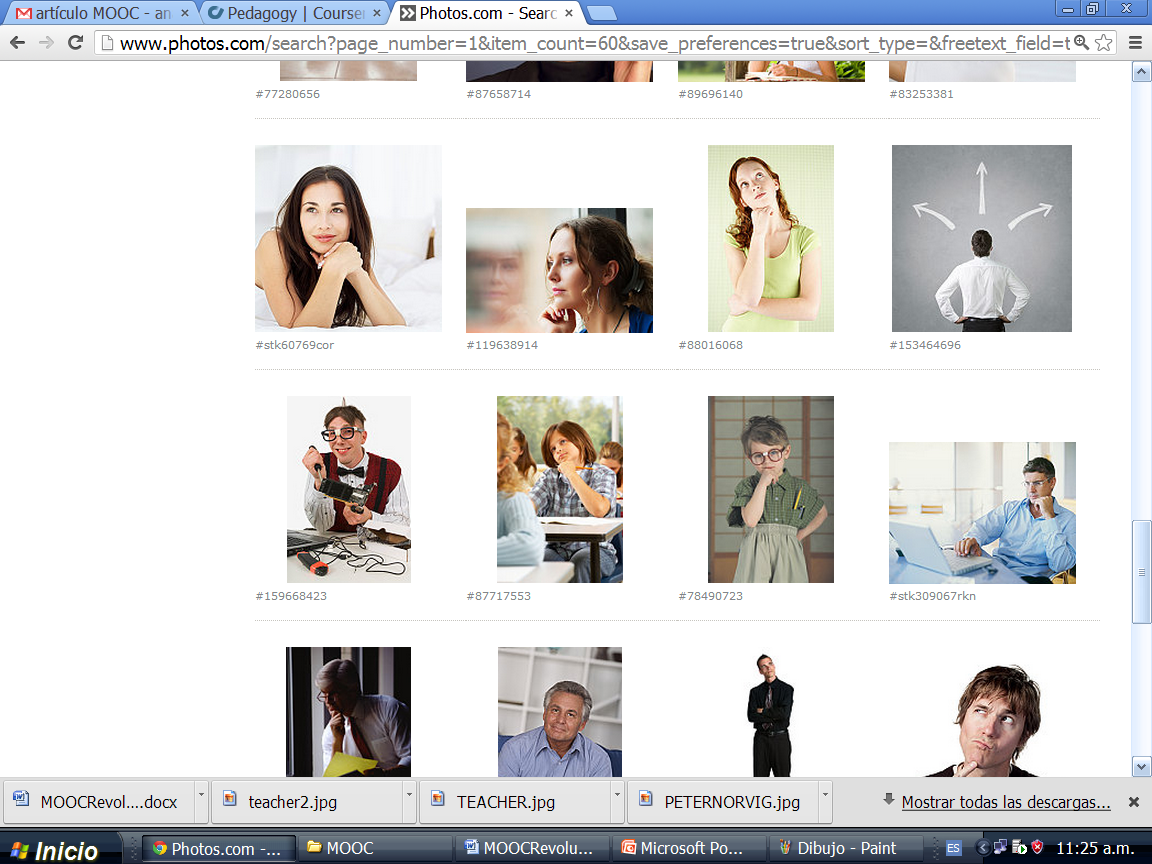 artículo MOOC - an
Pedagogy | Courser
Photos.com - Searc
www.photos.com/search?page_number=1&item_count=60&save_preferences=true&sort_type=&freetext_field=t
#77280656 #87658714 #89696140 #83253381
#stk60769cor #119638914 #88016068 #153464696
#159668423 #87717553 #78490723 #stk309067rkn
MOOCRevol....docx teacher2.jpg TEACHER.jpg PETERNORVIG.jpg Mostrar todas las descargas...
Inicio Photos.com -... MOOC MOOCRevolu... Microsoft Po... Dibujo - Paint ES 11:25 a.m.